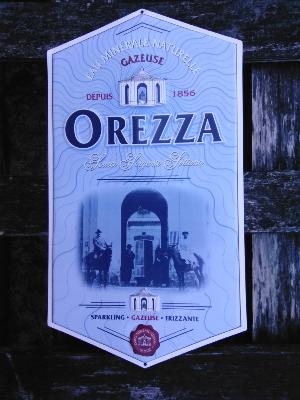 EAU MINÉRALE NATURELLE
GAZEUSE
DEPUIS 1856
OREZZA
SPARKLING • GAZEUSE • FRIZZANTE